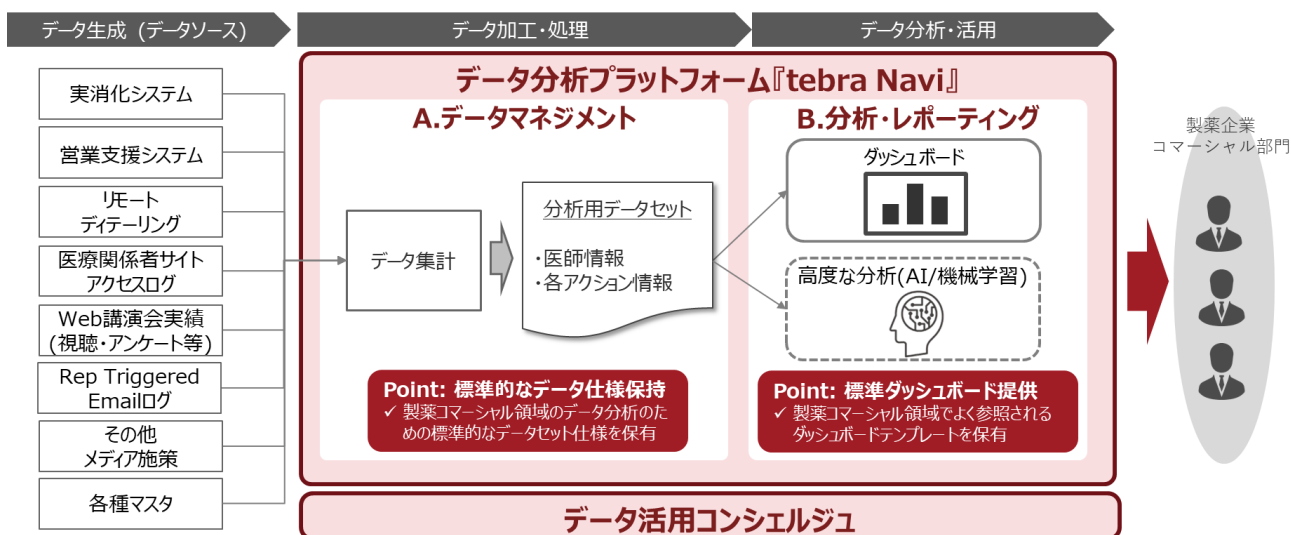 データ生成 (データソース)
データ加工・処理
データ分析・活用
実消化システム
営業支援システム
リモート
ディテーリング
医療関係者サイト
アクセスログ
Web講演会実績
(視聴・アンケート等)
Rep Triggered
Emailログ
その他
メディア施策
各種マスタ
データ分析プラットフォーム『tebra Navi』
A.データマネジメント
データ集計
分析用データセット
・医師情報
・各アクション情報
Point: 標準的なデータ仕様保持
✓ 製薬コマーシャル領域のデータ分析のた
めの標準的なデータセット仕様を保有
B.分析・レポーティング
ダッシュボード
高度な分析(AI/機械学習)
Point: 標準ダッシュボード提供
✓ 製薬コマーシャル領域でよく参照される
ダッシュボードテンプレートを保有
データ活用コンシェルジュ
製薬企業
コマーシャル部門